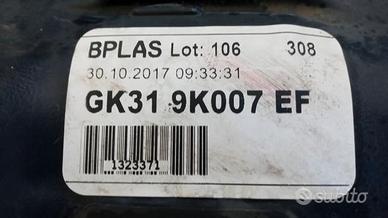 BPLAS Lot: 106 308
30.10.2017 09:33:31
GK31 9K007 EF
1323371
subito